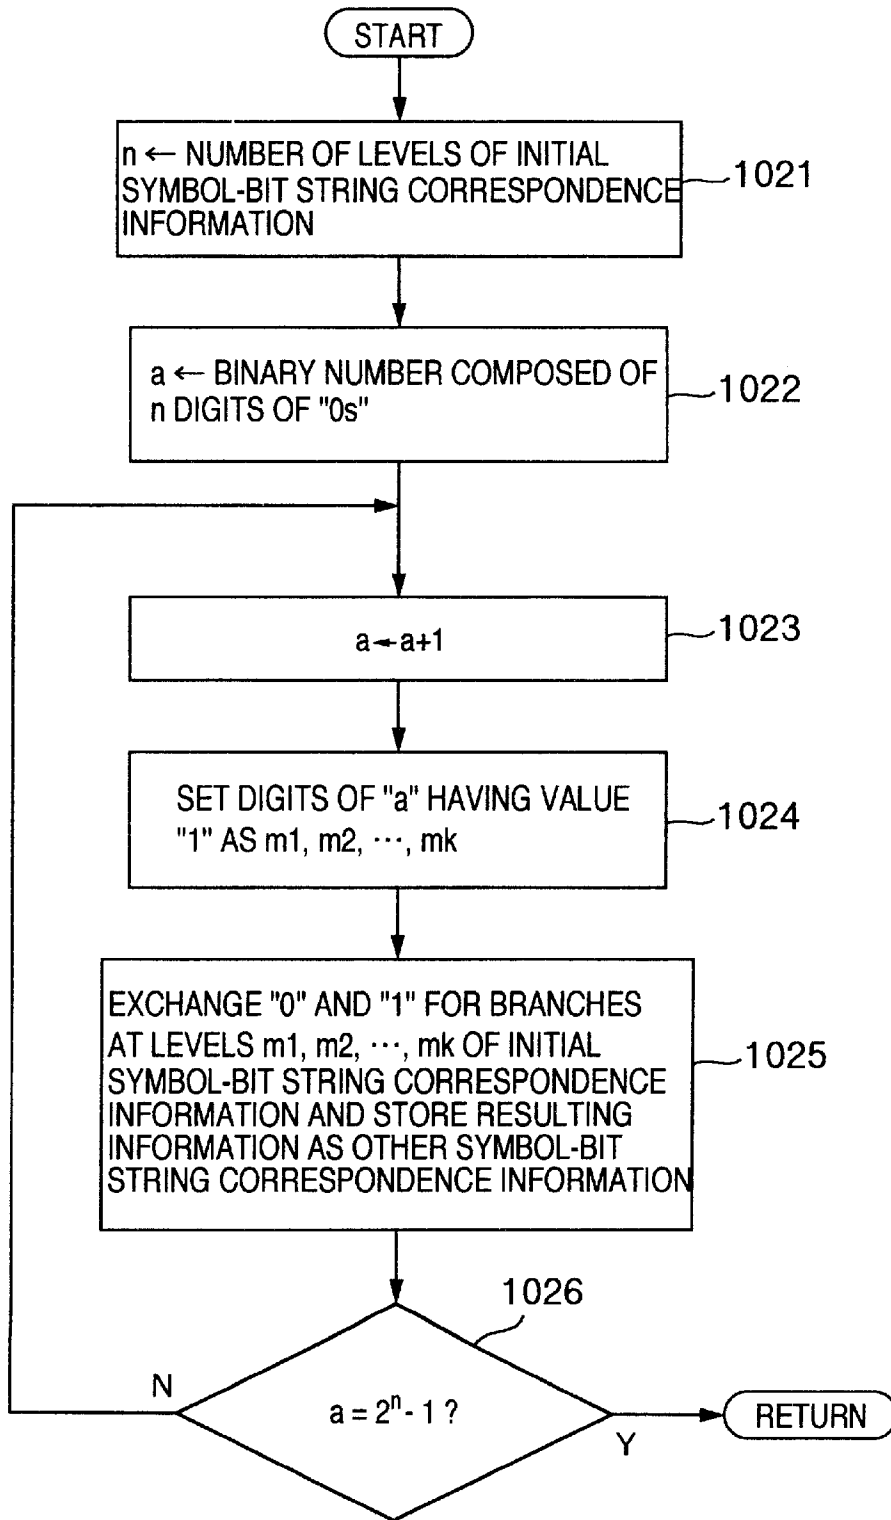 START
n ← NUMBER OF LEVELS OF INITIAL
SYMBOL-BIT STRING CORRESPONDENCE
INFORMATION
1021
a ← BINARY NUMBER COMPOSED OF
n DIGITS OF "0s"
1022
a←a+1
1023
SET DIGITS OF "a" HAVING VALUE
"1" AS m1, m2, ···, mk
1024
EXCHANGE "0" AND "1" FOR BRANCHES
AT LEVELS m1, m2, ···, mk OF INITIAL
SYMBOL-BIT STRING CORRESPONDENCE
INFORMATION AND STORE RESULTING
INFORMATION AS OTHER SYMBOL-BIT
STRING CORRESPONDENCE INFORMATION
1025
1026
N
a = 2ⁿ - 1 ?
Y
RETURN